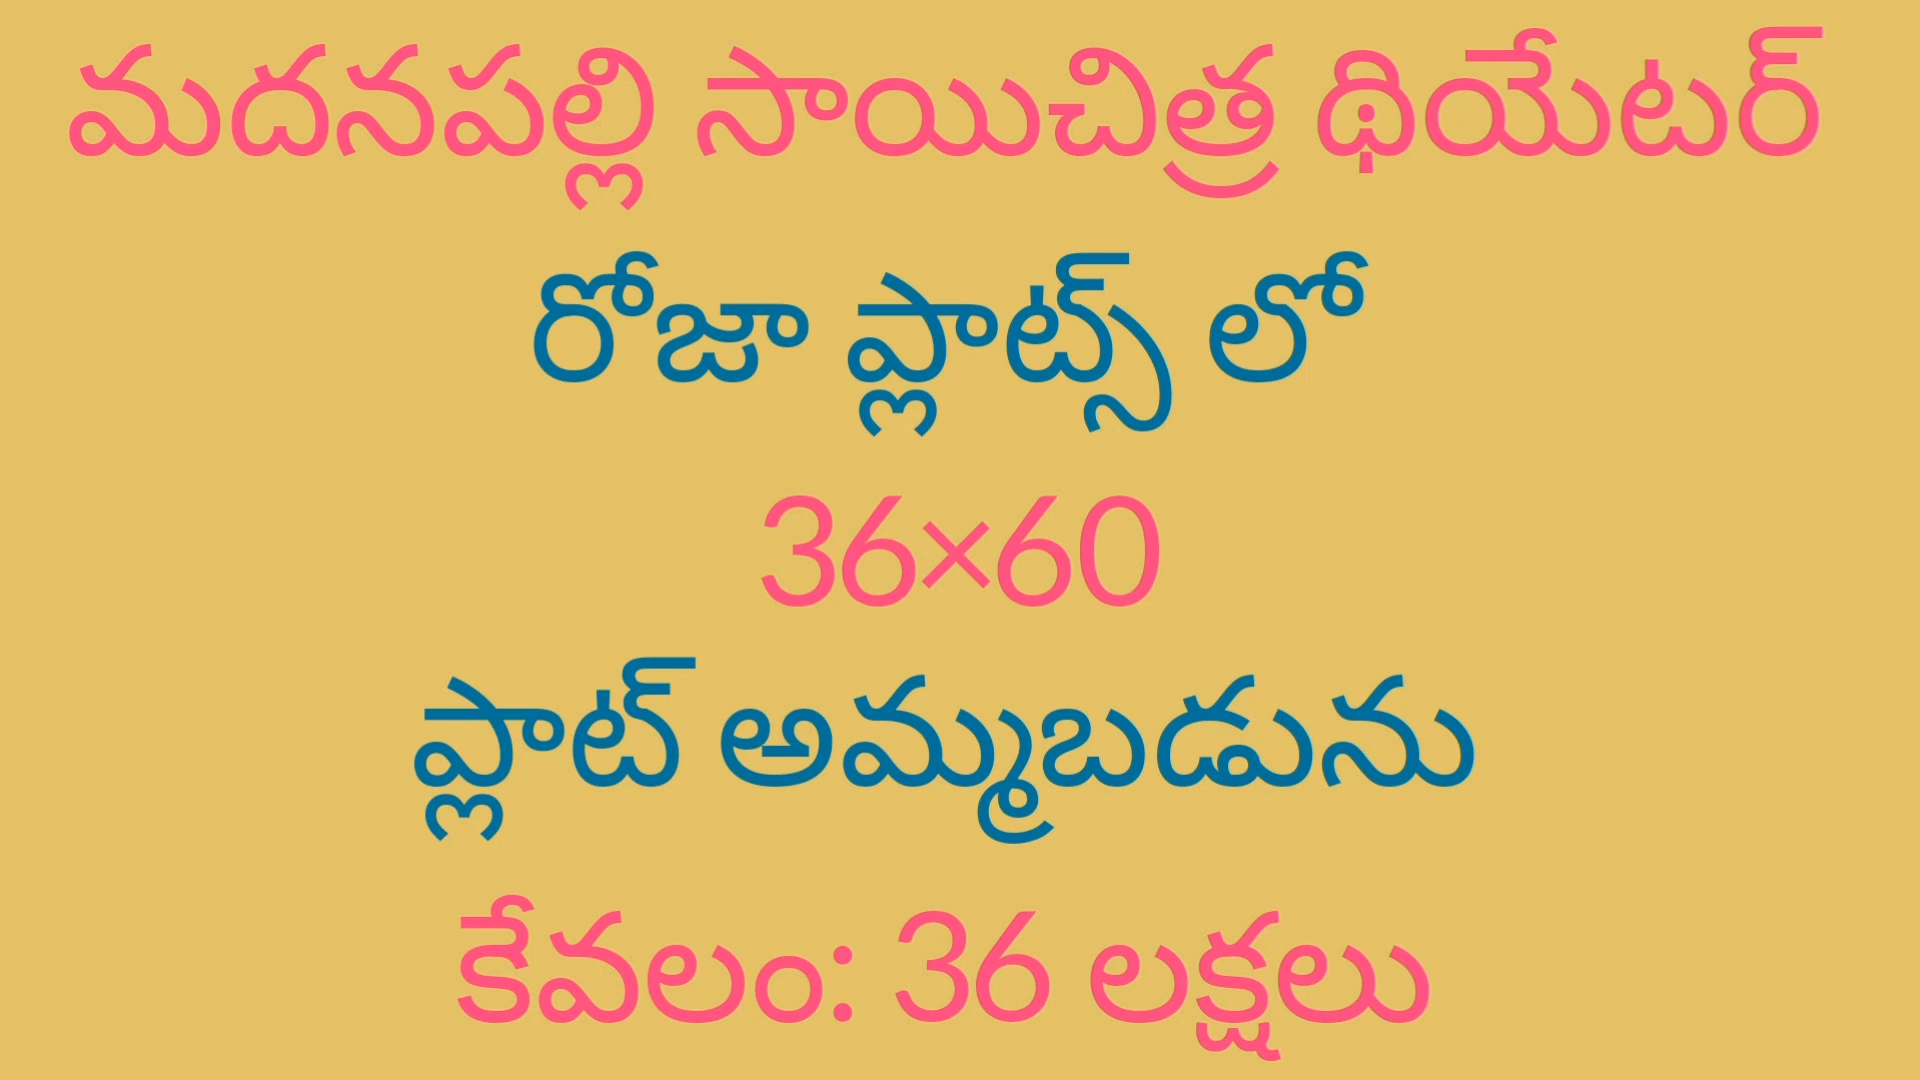 మదనపల్లి సాయిచిత్ర థియేటర్
రోజా ప్లాట్స్ లో
36×60
ప్లాట్ అమ్మబడును
కేవలం: 36 లక్షలు